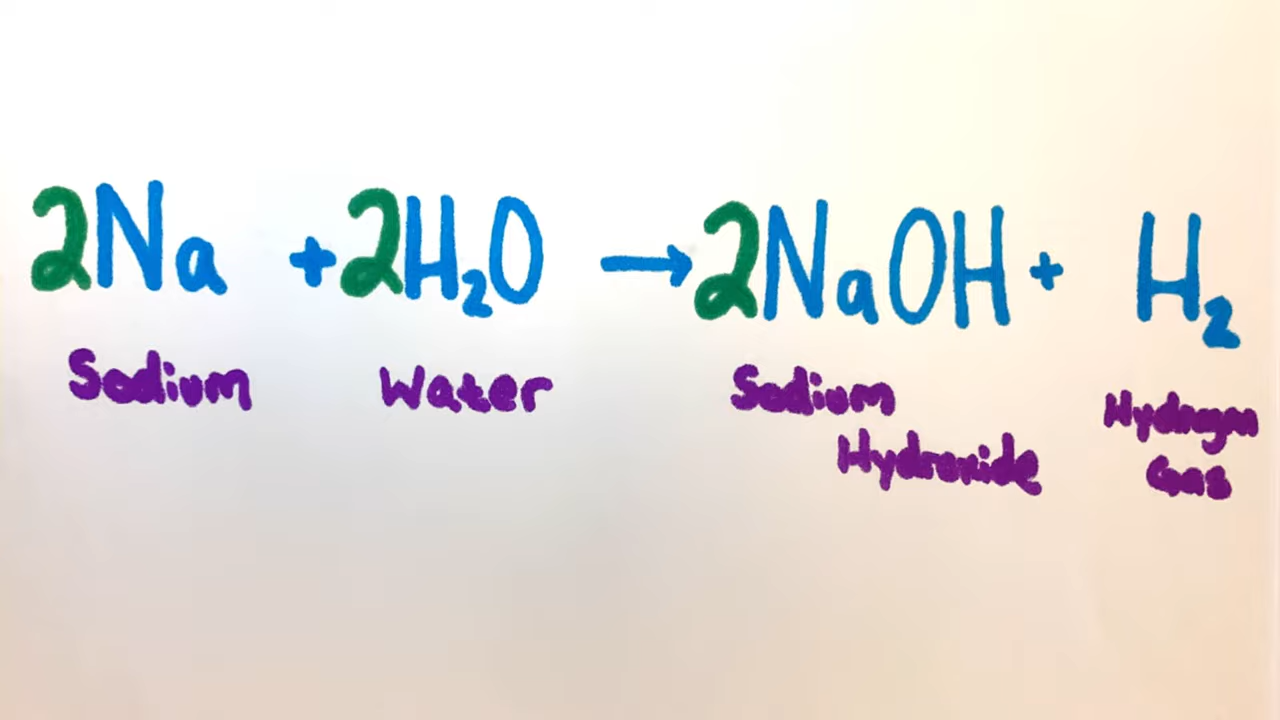 2Na + 2H₂O → 2NaOH + H₂
Sodium Water Sodium Hydrogen
Hydroxide Gas